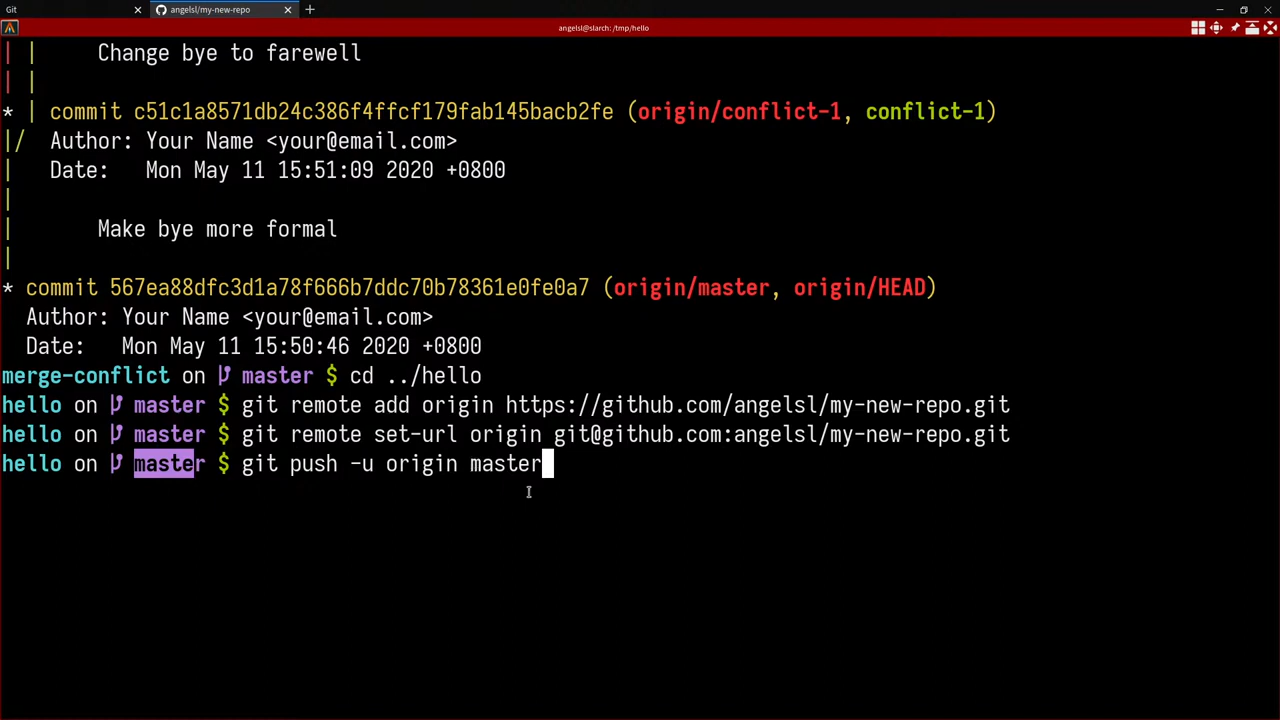 Git
angelsl/my-new-repo
angelsl@slarch: /tmp/hello
Change bye to farewell
* | commit c51c1a8571db24c386f4ffcf179fab145bacb2fe (origin/conflict-1, conflict-1)
|/ Author: Your Name <your@email.com>
| Date: Mon May 11 15:51:09 2020 +0800
| Make bye more formal
* commit 567ea88dfc3d1a78f666b7ddc70b78361e0fe0a7 (origin/master, origin/HEAD)
Author: Your Name <your@email.com>
Date: Mon May 11 15:50:46 2020 +0800
merge-conflict on master $ cd ../hello
hello on master $ git remote add origin https://github.com/angelsl/my-new-repo.git
hello on master $ git remote set-url origin git@github.com:angelsl/my-new-repo.git
hello on master $ git push -u origin master